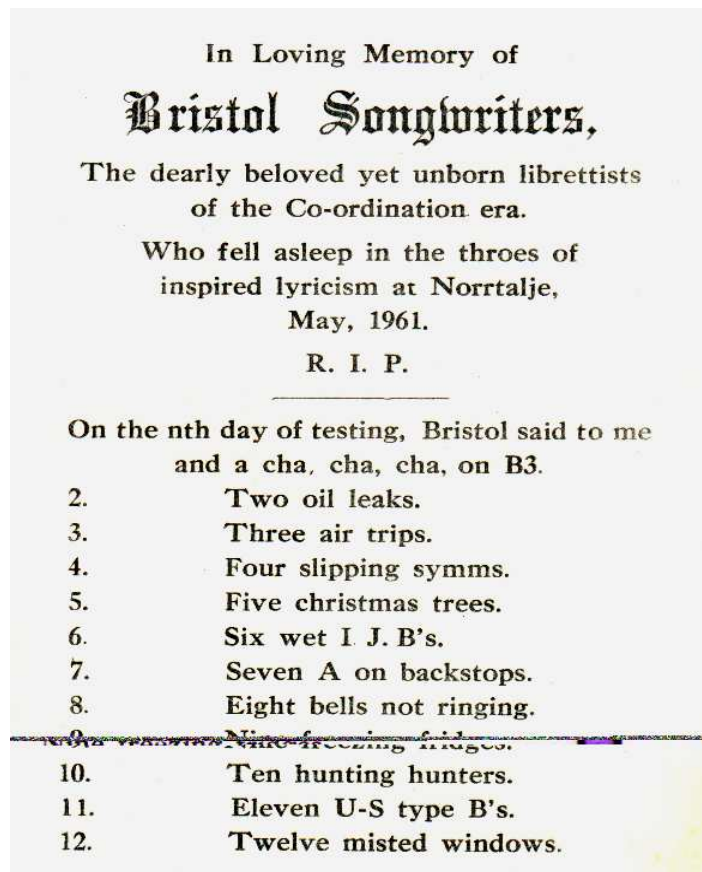 In Loving Memory of
Bristol Songwriters,
The dearly beloved yet unborn librettists
of the Co-ordination era.
Who fell asleep in the throes of
inspired lyricism at Norrtalje,
May, 1961.
R. I. P.
On the nth day of testing, Bristol said to me
and a cha, cha, cha, on B3.
2. Two oil leaks.
3. Three air trips.
4. Four slipping symms.
5. Five christmas trees.
6. Six wet I J. B's.
7. Seven A on backstops.
8. Eight bells not ringing.
9. Nine freezing fridges.
10. Ten hunting hunters.
11. Eleven U-S type B's.
12. Twelve misted windows.